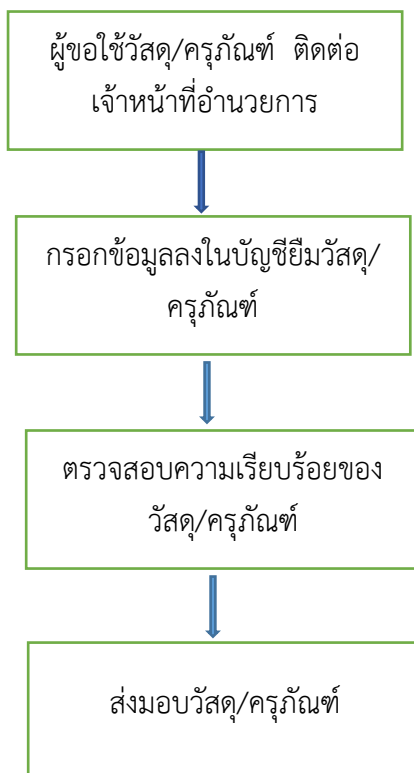 ผู้ขอใช้วัสดุ/ครุภัณฑ์ ติดต่อ
เจ้าหน้าที่อำนวยการ
กรอกข้อมูลลงในบัญชียืมวัสดุ/
ครุภัณฑ์
ตรวจสอบความเรียบร้อยของ
วัสดุ/ครุภัณฑ์
ส่งมอบวัสดุ/ครุภัณฑ์